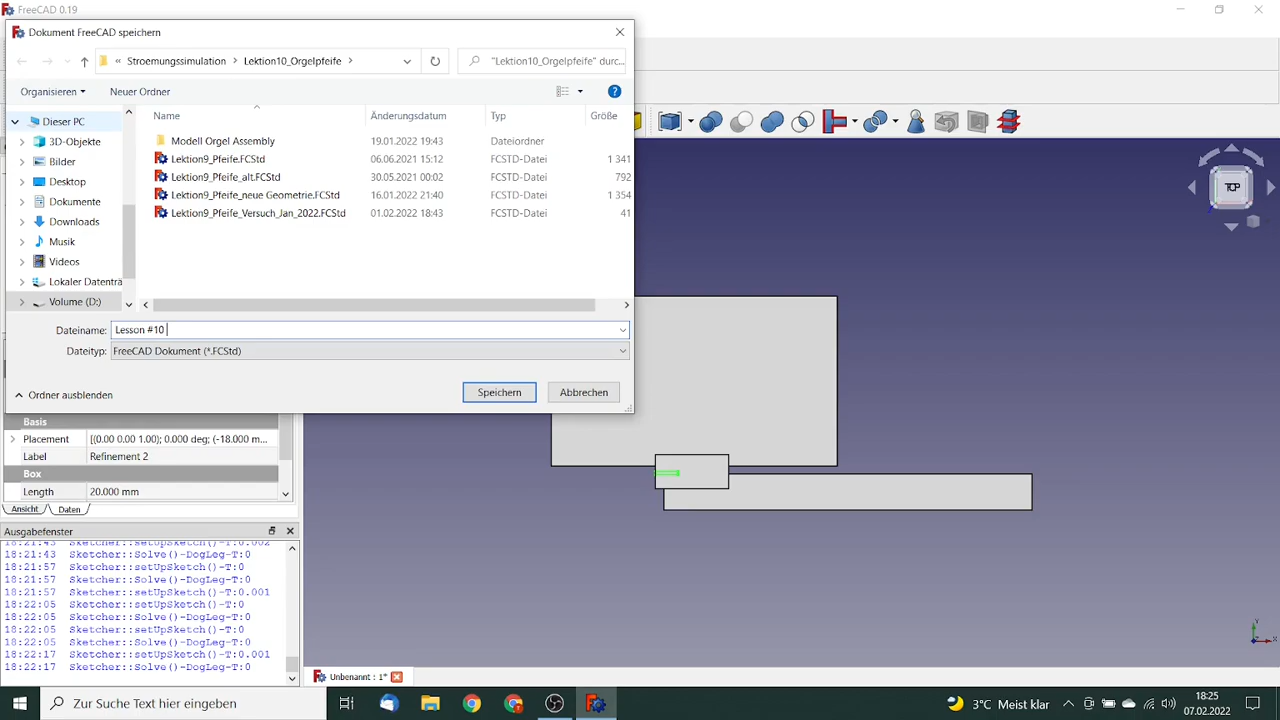 FreeCAD 0.19
Dokument FreeCAD speichern
« Stroemungssimulation > Lektion10_Orgelpfeife >
"Lektion10_Orgelpfeife" durc...
Organisieren
Neuer Ordner
Name Änderungsdatum Typ Größe
Dieser PC
3D-Objekte
Bilder
Desktop
Dokumente
Downloads
Musik
Videos
Lokaler Datenträ
Volume (D:)
Modell Orgel Assembly 19.01.2022 19:43 Dateiordner
Lektion9_Pfeife.FCStd 06.06.2021 15:12 FCSTD-Datei 1 341
Lektion9_Pfeife_alt.FCStd 30.05.2021 00:02 FCSTD-Datei 792
Lektion9_Pfeife_neue Geometrie.FCStd 16.01.2022 21:40 FCSTD-Datei 1 354
Lektion9_Pfeife_Versuch_Jan_2022.FCStd 01.02.2022 18:43 FCSTD-Datei 41
Dateiname: Lesson #10
Dateityp: FreeCAD Dokument (*.FCStd)
Ordner ausblenden
Speichern
Abbrechen
TOP
Basis
Placement [(0.00 0.00 1.00); 0.000 deg; (-18.000 m...
Label Refinement 2
Box
Length 20.000 mm
Ansicht Daten
Ausgabefenster
18:21:43 Sketcher::setUpSketch()-T:0.002
18:21:43 Sketcher::Solve()-DogLeg-T:0
18:21:57 Sketcher::setUpSketch()-T:0
18:21:57 Sketcher::Solve()-DogLeg-T:0
18:21:57 Sketcher::setUpSketch()-T:0.001
18:22:05 Sketcher::setUpSketch()-T:0
18:22:05 Sketcher::Solve()-DogLeg-T:0
18:22:05 Sketcher::setUpSketch()-T:0
18:22:05 Sketcher::Solve()-DogLeg-T:0
18:22:17 Sketcher::setUpSketch()-T:0.001
18:22:17 Sketcher::Solve()-DogLeg-T:0
Unbenannt : 1*
Zur Suche Text hier eingeben
3°C Meist klar
18:25
07.02.2022